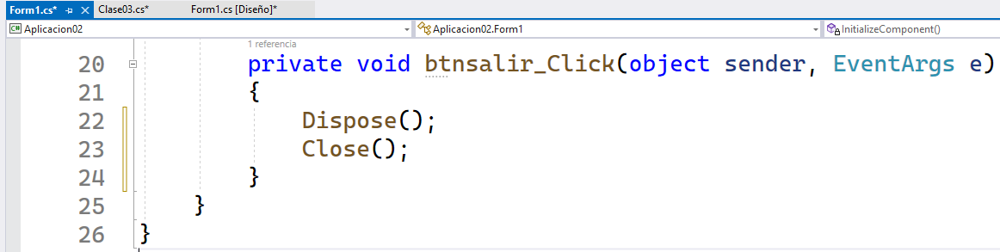 Form1.cs* Clase03.cs* Form1.cs [Diseño]*
C# Aplicacion02 Aplicacion02.Form1 InitializeComponent()
1 referencia
20 private void btnsalir_Click(object sender, EventArgs e)
21 {
22 Dispose();
23 Close();
24 }
25 }
26 }